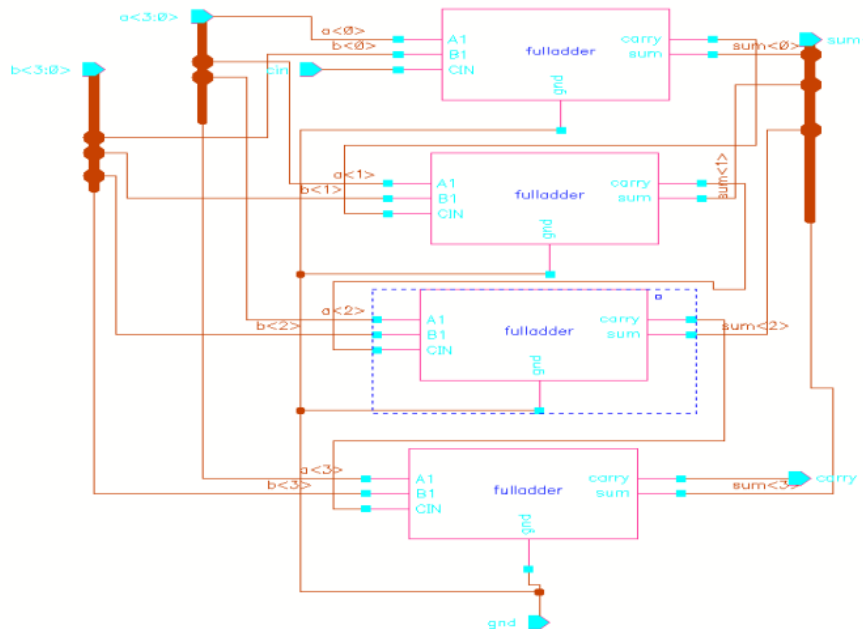 a<3:0>
a<0>
A1
carry
sum
b<3:0>
b<0>
B1
fulladder
sum
sum<0>
cin
CIN
gnd
a<1>
A1
carry
b<1>
B1
fulladder
sum
sum<1>
CIN
gnd
a<2>
A1
carry
b<2>
B1
fulladder
sum
sum<2>
CIN
gnd
a<3>
A1
carry
carry
b<3>
B1
fulladder
sum
sum<3>
CIN
gnd
gnd